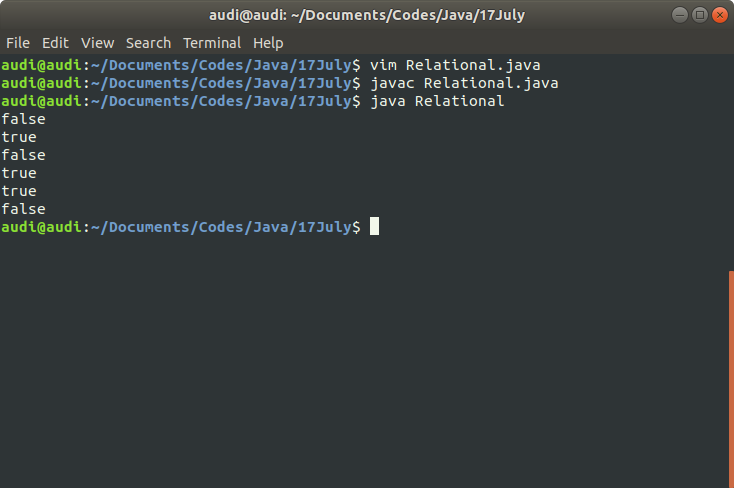 audi@audi: ~/Documents/Codes/Java/17July
File Edit View Search Terminal Help
audi@audi:~/Documents/Codes/Java/17July$ vim Relational.java
audi@audi:~/Documents/Codes/Java/17July$ javac Relational.java
audi@audi:~/Documents/Codes/Java/17July$ java Relational
false
true
false
true
true
false
audi@audi:~/Documents/Codes/Java/17July$